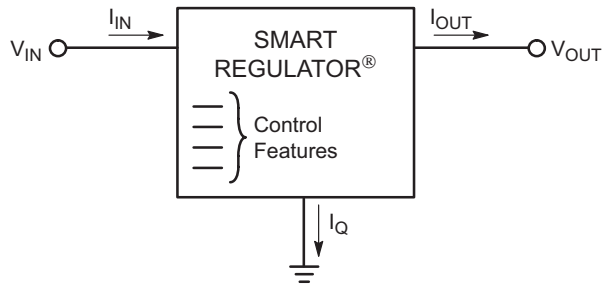 I_IN
I_OUT
V_IN
SMART
REGULATOR®
V_OUT
Control
Features
I_Q